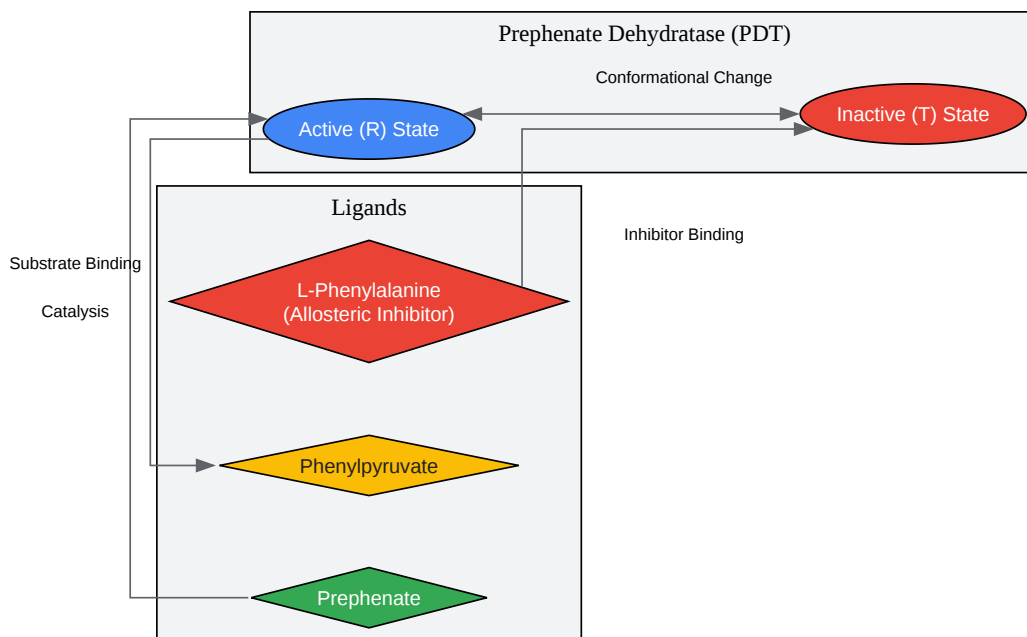 Prephenate Dehydratase (PDT)
Conformational Change
Active (R) State
Inactive (T) State
Ligands
Inhibitor Binding
Substrate Binding
L-Phenylalanine
(Allosteric Inhibitor)
Catalysis
Phenylpyruvate
Prephenate